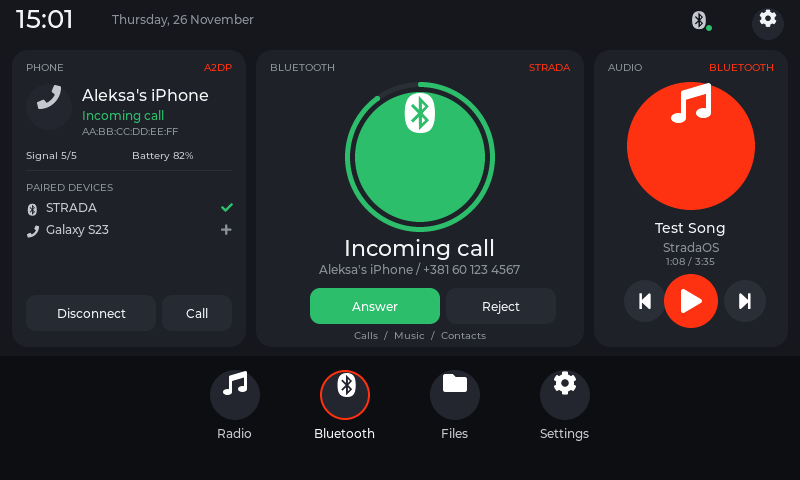 15:01
Thursday, 26 November
PHONE
A2DP
Aleksa's iPhone
Incoming call
AA:BB:CC:DD:EE:FF
Signal 5/5
Battery 82%
PAIRED DEVICES
STRADA
Galaxy S23
Disconnect
Call
BLUETOOTH
STRADA
Incoming call
Aleksa's iPhone / +381 60 123 4567
Answer
Reject
Calls / Music / Contacts
AUDIO
BLUETOOTH
Test Song
StradaOS
1:08 / 3:35
Radio
Bluetooth
Files
Settings